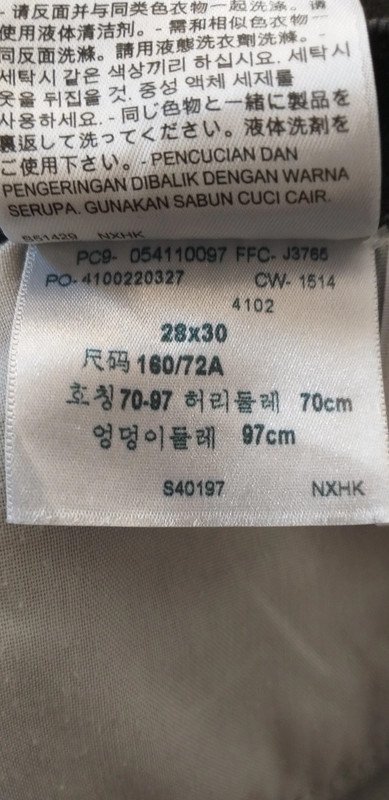 - 请反面并与同类色衣物一起洗涤。请
使用液体清洁剂。- 需和相似色衣物一
同反面洗滌。請用液態洗衣劑洗滌。-
세탁시 같은 색상끼리 하십시요. 세탁시
옷을 뒤집을 것. 중성 액체 세제를
사용하세요. - 同じ色物と一緒に製品を
裏返して洗ってください。液体洗剤を
ご使用下さい。- PENCUCIAN DAN
PENGERINGAN DIBALIK DENGAN WARNA
SERUPA. GUNAKAN SABUN CUCI CAIR.
NXHK
PC9- 054110097 FFC- J3765
PO- 4100220327 CW- 1514
4102
28x30
尺码 160/72A
호칭 70-97 허리둘레 70cm
엉덩이둘레 97cm
S40197 NXHK